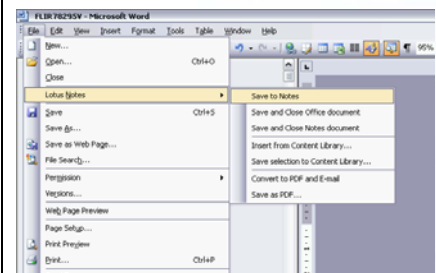 FLIR78295Y - Microsoft Word
File Edit View Insert Format Tools Table Window Help
New...
95%
Open... Ctrl+O
Close
Lotus Notes
Save to Notes
Save Ctrl+S
Save and Close Office document
Save As...
Save and Close Notes document
Save as Web Page...
Insert from Content Library...
File Search...
Save selection to Content Library...
Permission
Convert to PDF and E-mail
Versions...
Save as PDF...
Web Page Preview
Page Setup...
Print Preview
Print... Ctrl+P